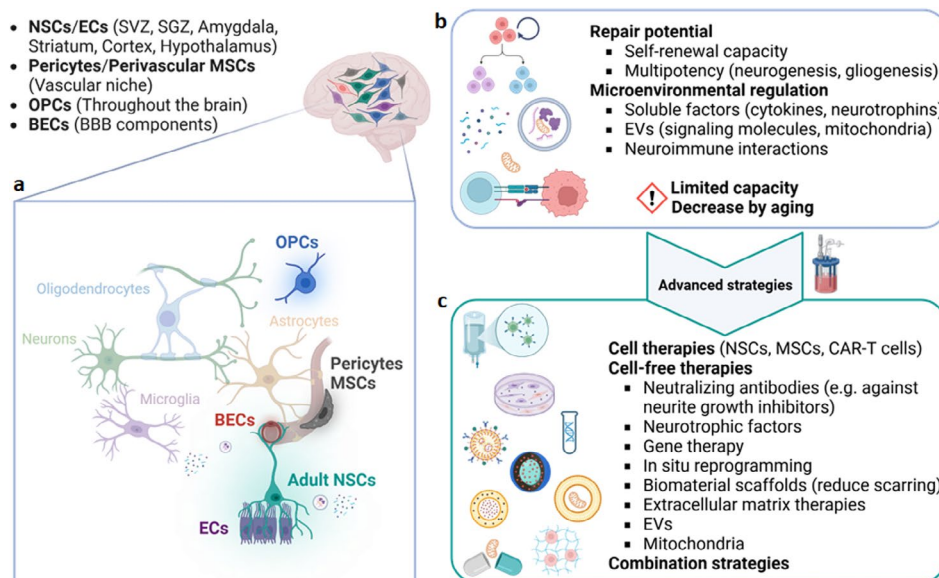 • NSCs/ECs (SVZ, SGZ, Amygdala,
Striatum, Cortex, Hypothalamus)
• Pericytes/Perivascular MSCs
(Vascular niche)
• OPCs (Throughout the brain)
• BECs (BBB components)
a
OPCs
Oligodendrocytes
Astrocytes
Neurons
Pericytes
MSCs
Microglia
BECs
Adult NSCs
ECs
b
Repair potential
▪ Self-renewal capacity
▪ Multipotency (neurogenesis, gliogenesis)
Microenvironmental regulation
▪ Soluble factors (cytokines, neurotrophins)
▪ EVs (signaling molecules, mitochondria)
▪ Neuroimmune interactions
! Limited capacity
Decrease by aging
Advanced strategies
c
Cell therapies (NSCs, MSCs, CAR-T cells)
Cell-free therapies
▪ Neutralizing antibodies (e.g. against
neurite growth inhibitors)
▪ Neurotrophic factors
▪ Gene therapy
▪ In situ reprogramming
▪ Biomaterial scaffolds (reduce scarring)
▪ Extracellular matrix therapies
▪ EVs
▪ Mitochondria
Combination strategies